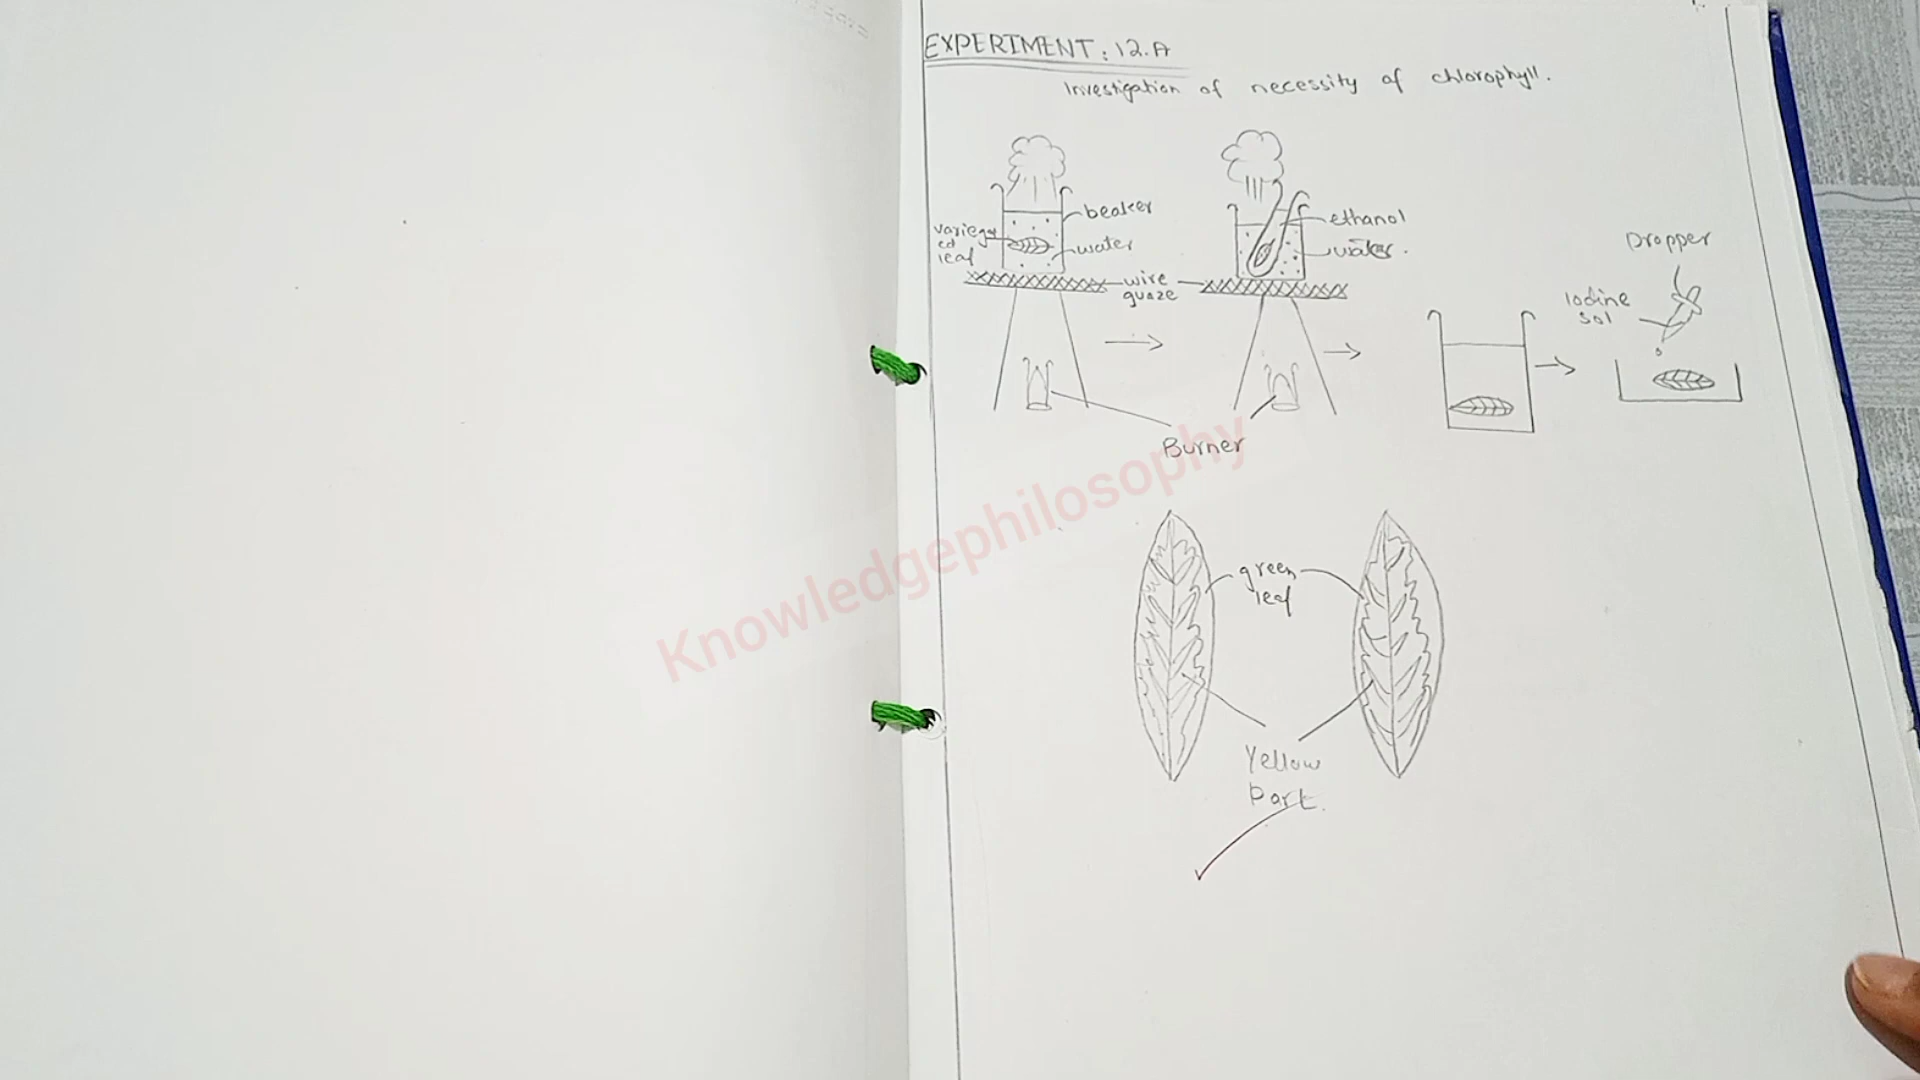 EXPERIMENT: 12.A
Investigation of necessity of chlorophyll.
beaker
variegat
ed
leaf
water
wire
guaze
ethanol
water.
Dropper
Iodine
sol
Burner
green
leaf
Yellow
Part.
Knowledgephilosophy